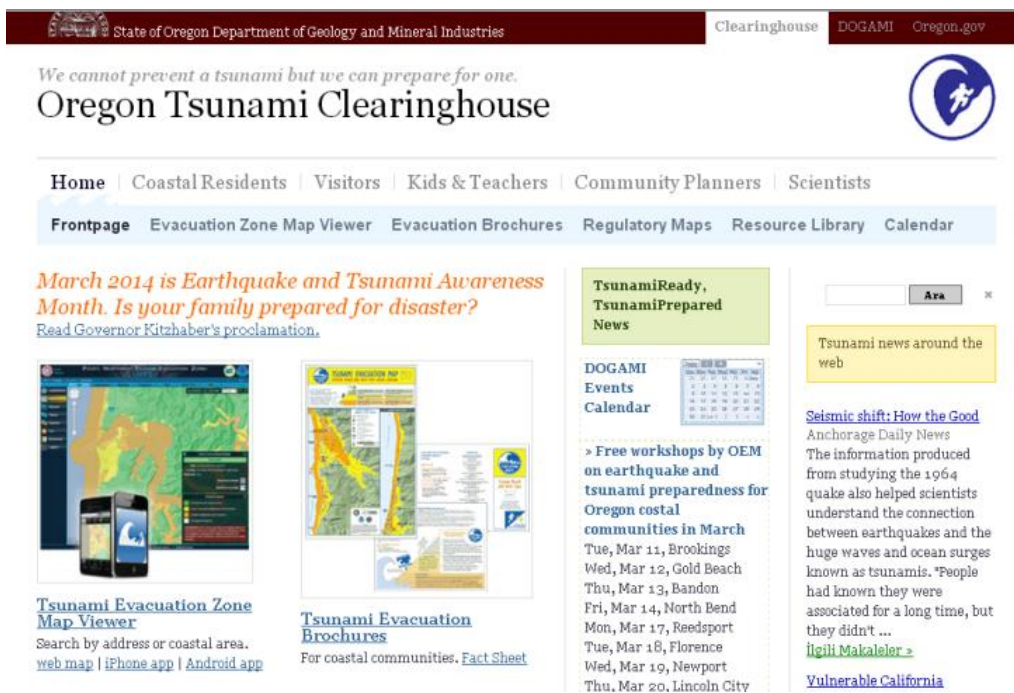 State of Oregon Department of Geology and Mineral Industries
Clearinghouse DOGAMI Oregon.gov
We cannot prevent a tsunami but we can prepare for one.
Oregon Tsunami Clearinghouse
Home | Coastal Residents | Visitors | Kids & Teachers | Community Planners | Scientists
Frontpage Evacuation Zone Map Viewer Evacuation Brochures Regulatory Maps Resource Library Calendar
March 2014 is Earthquake and Tsunami Awareness
Month. Is your family prepared for disaster?
Read Governor Kitzhaber's proclamation.
TSUNAMI EVACUATION MAP
Tsunami Evacuation Zone
Map Viewer
Search by address or coastal area.
web map | iPhone app | Android app
Tsunami Evacuation
Brochures
For coastal communities. Fact Sheet
TsunamiReady,
TsunamiPrepared
News
DOGAMI
Events
Calendar
» Free workshops by OEM
on earthquake and
tsunami preparedness for
Oregon costal
communities in March
Tue, Mar 11, Brookings
Wed, Mar 12, Gold Beach
Thu, Mar 13, Bandon
Fri, Mar 14, North Bend
Mon, Mar 17, Reedsport
Tue, Mar 18, Florence
Wed, Mar 19, Newport
Thu, Mar 20, Lincoln City
Ara
Tsunami news around the
web
Seismic shift: How the Good
Anchorage Daily News
The information produced
from studying the 1964
quake also helped scientists
understand the connection
between earthquakes and the
huge waves and ocean surges
known as tsunamis. "People
had known they were
associated for a long time, but
they didn't ...
İlgili Makaleler »
Vulnerable California